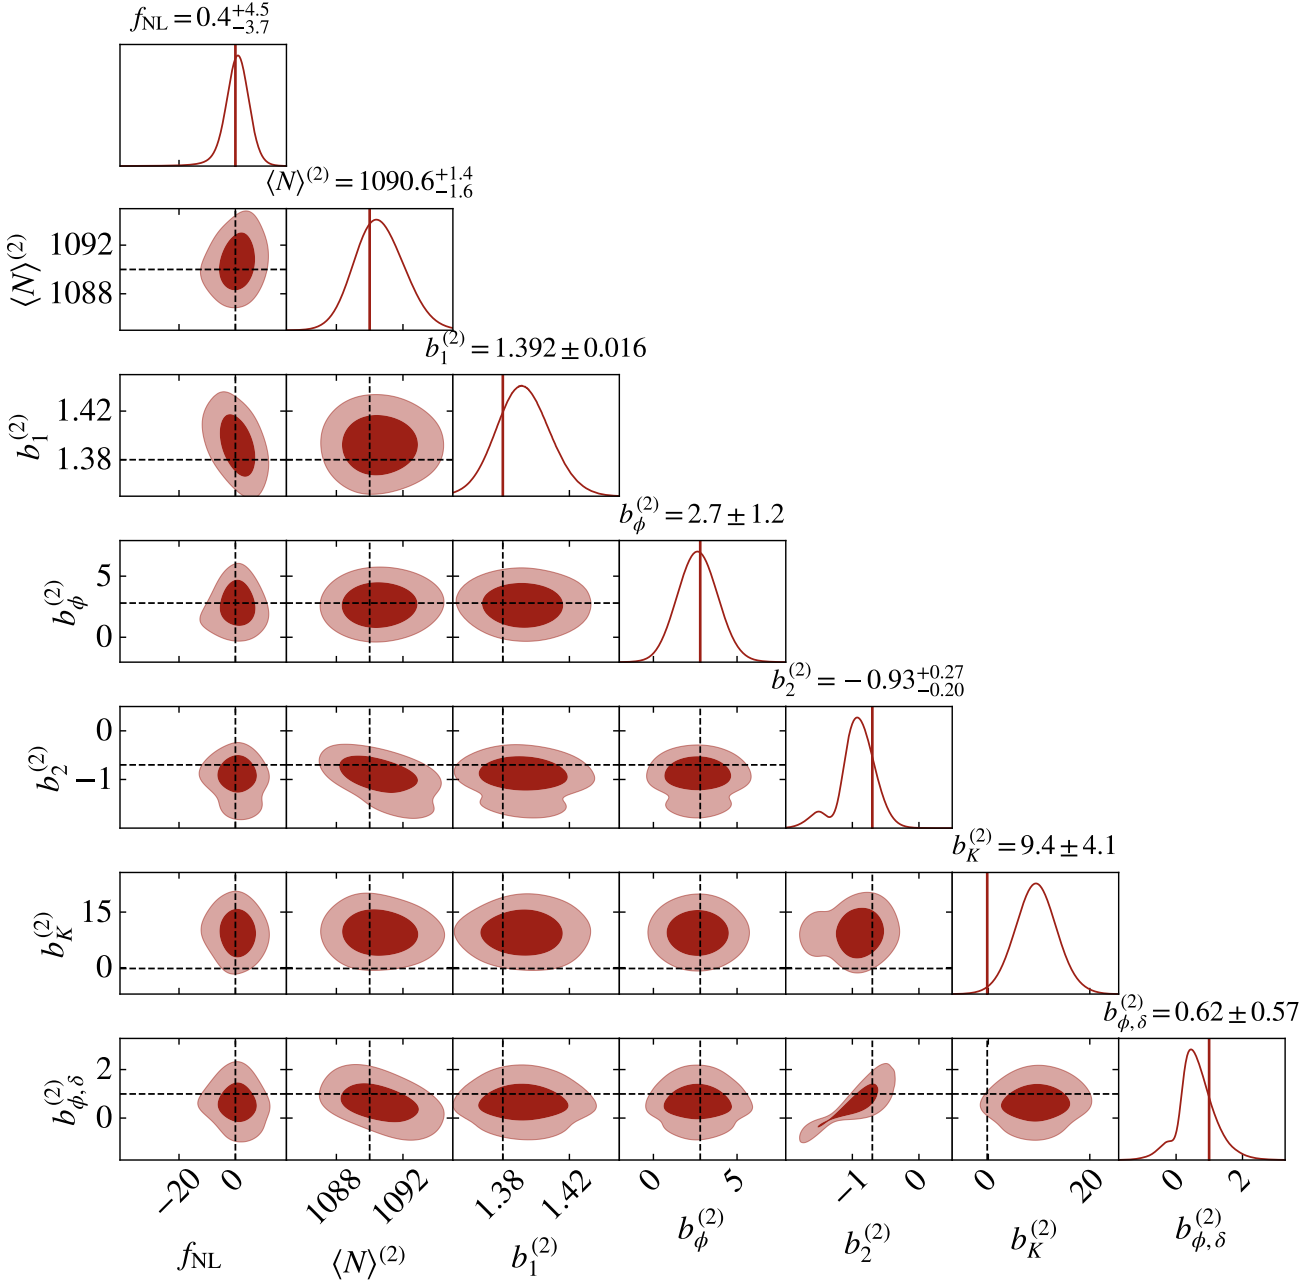 f_NL = 0.4^{+4.5}_{-3.7}
⟨N⟩^(2) = 1090.6^{+1.4}_{-1.6}
1092
1088
⟨N⟩^(2)
b_1^(2) = 1.392 ± 0.016
1.42
1.38
b_1^(2)
b_ϕ^(2) = 2.7 ± 1.2
5
0
b_ϕ^(2)
b_2^(2) = −0.93^{+0.27}_{-0.20}
0
−1
b_2^(2)
b_K^(2) = 9.4 ± 4.1
15
0
b_K^(2)
b_{ϕ,δ}^(2) = 0.62 ± 0.57
2
0
b_{ϕ,δ}^(2)
−20 0 1088 1092 1.38 1.42 0 5 −1 0 0 20 0 2
f_NL ⟨N⟩^(2) b_1^(2) b_ϕ^(2) b_2^(2) b_K^(2) b_{ϕ,δ}^(2)